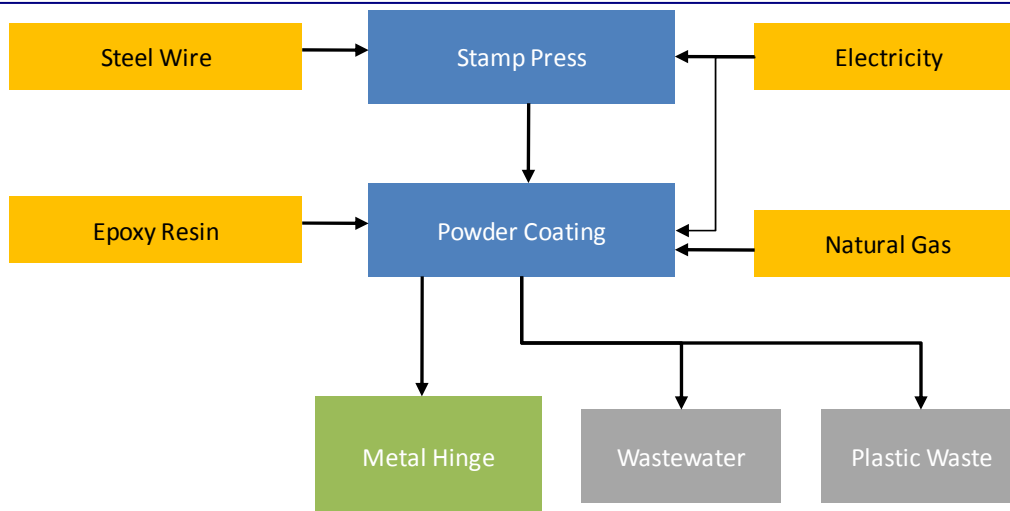 Steel Wire
Stamp Press
Electricity
Epoxy Resin
Powder Coating
Natural Gas
Metal Hinge
Wastewater
Plastic Waste